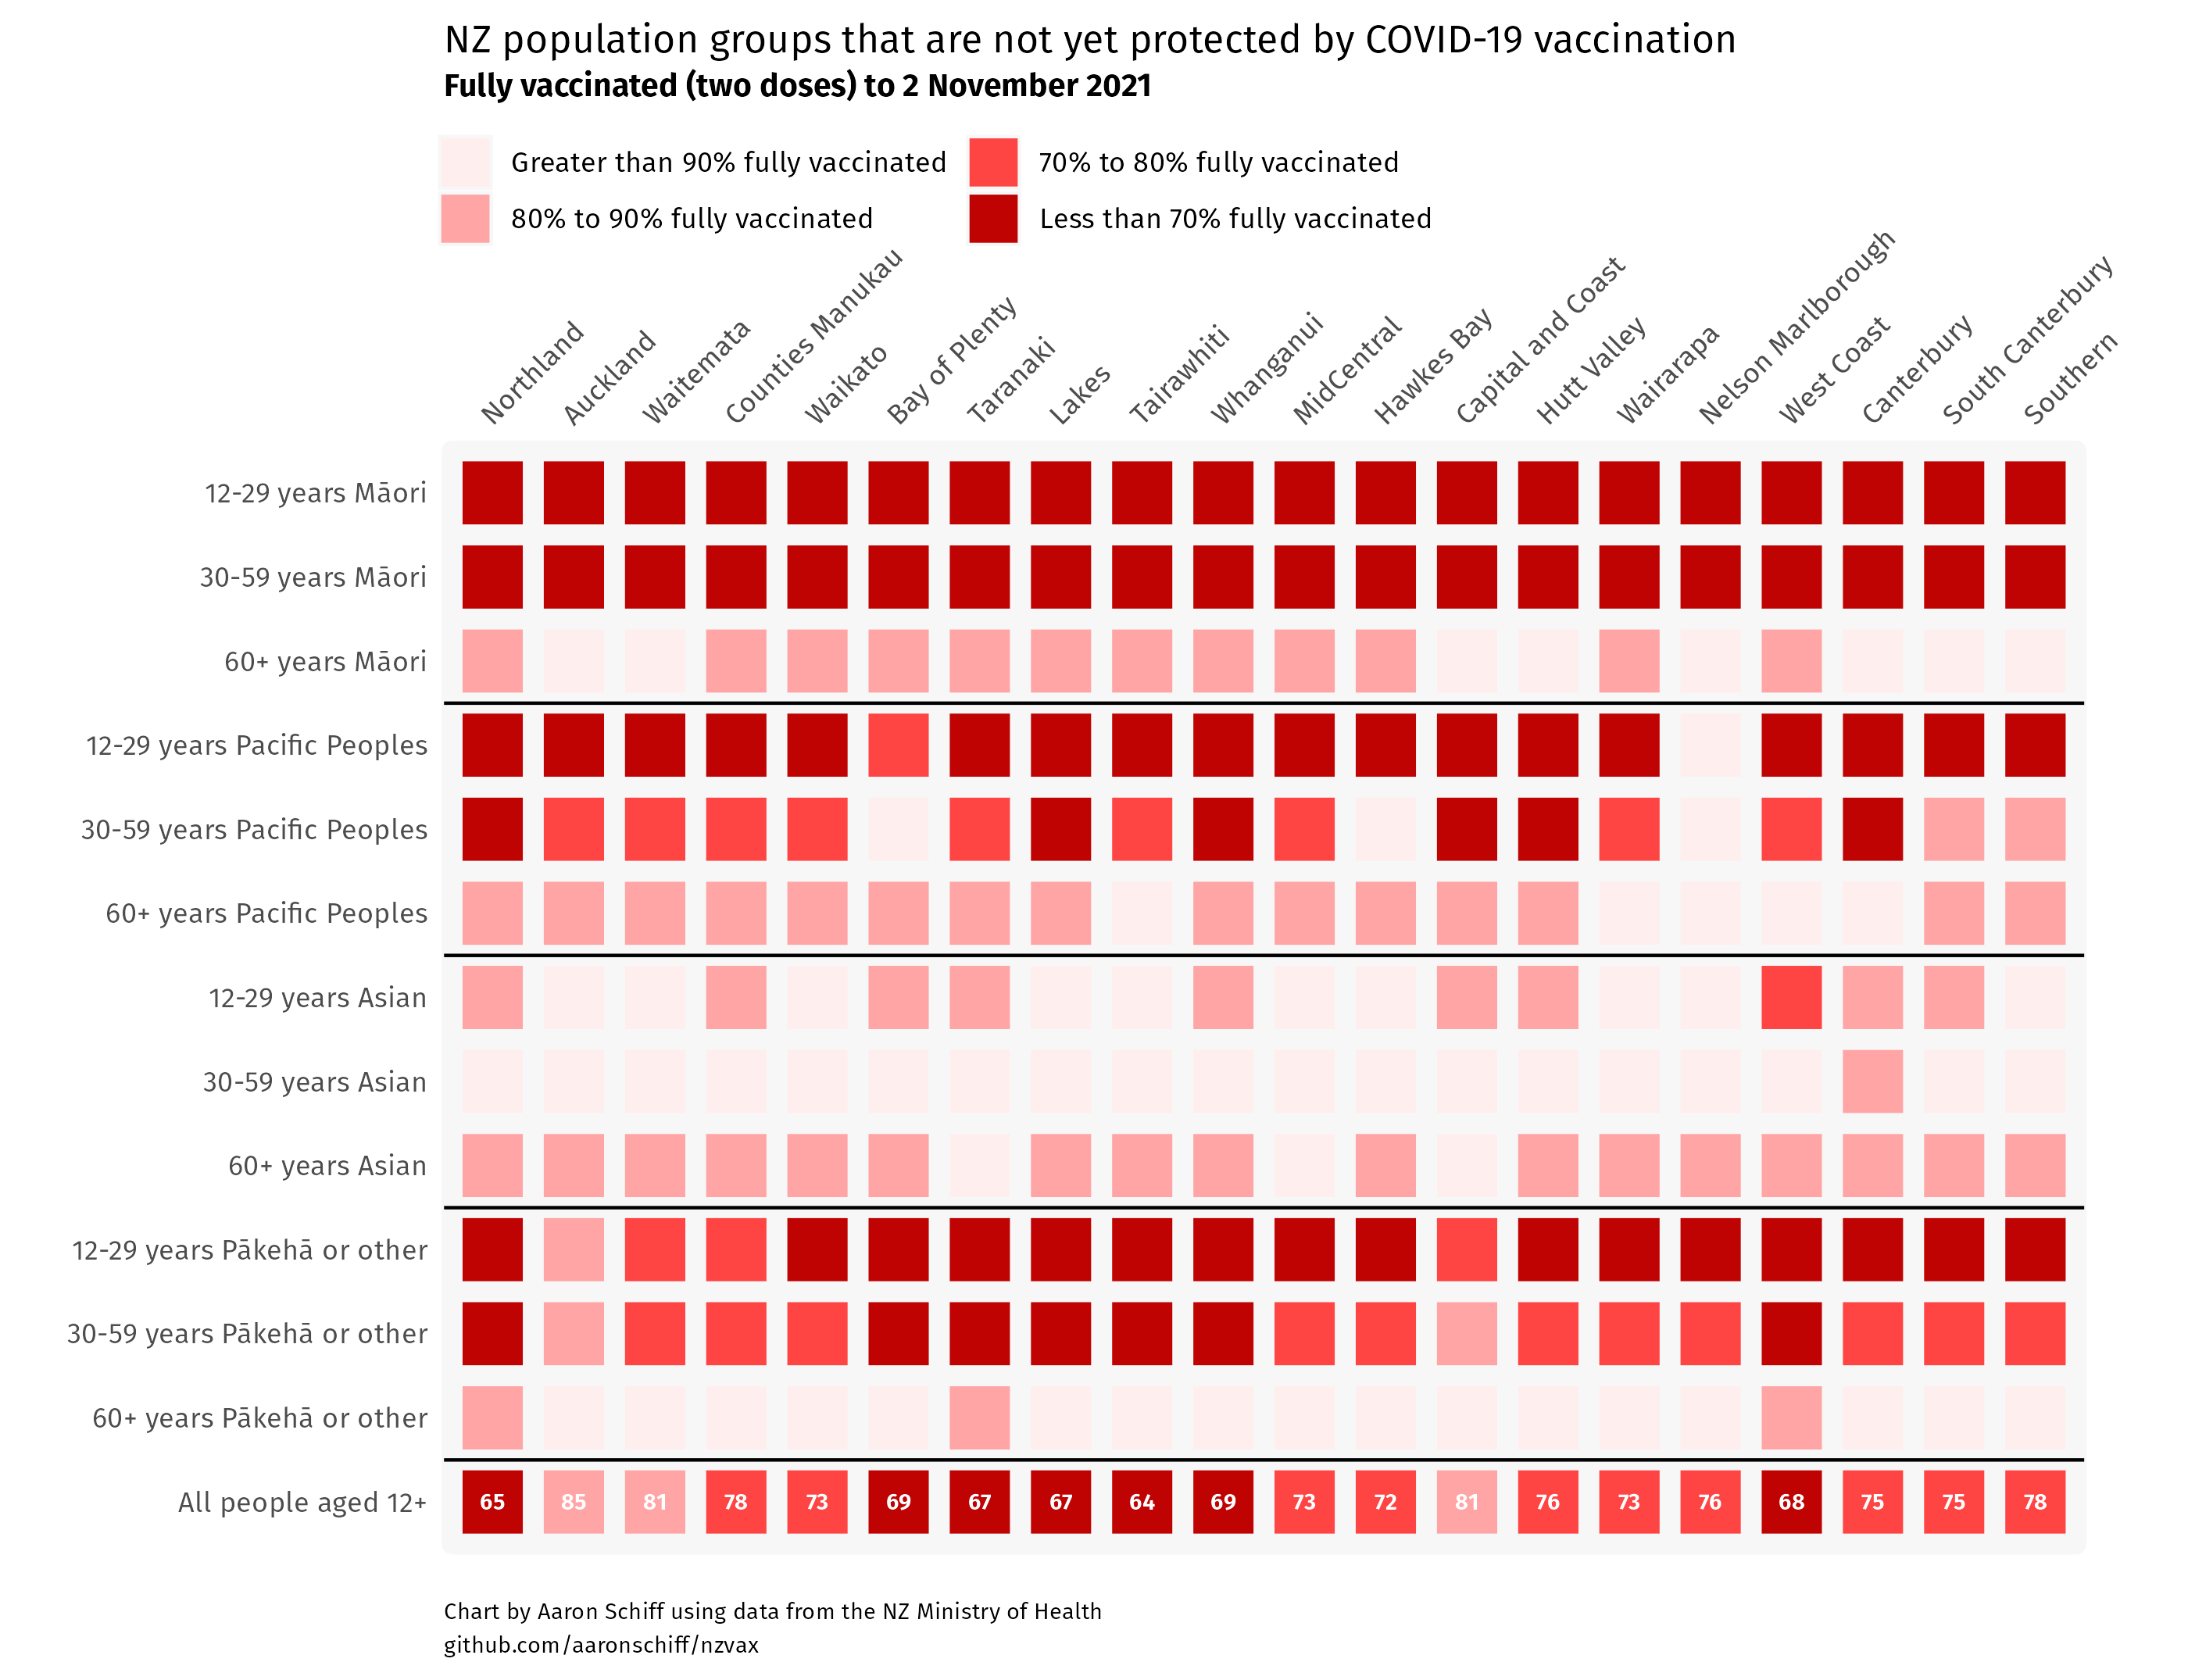 NZ population groups that are not yet protected by COVID-19 vaccination
Fully vaccinated (two doses) to 2 November 2021
Greater than 90% fully vaccinated
70% to 80% fully vaccinated
80% to 90% fully vaccinated
Less than 70% fully vaccinated
Northland
Auckland
Waitemata
Counties Manukau
Waikato
Bay of Plenty
Taranaki
Lakes
Tairawhiti
Whanganui
MidCentral
Hawkes Bay
Capital and Coast
Hutt Valley
Wairarapa
Nelson Marlborough
West Coast
Canterbury
South Canterbury
Southern
12-29 years Māori
30-59 years Māori
60+ years Māori
12-29 years Pacific Peoples
30-59 years Pacific Peoples
60+ years Pacific Peoples
12-29 years Asian
30-59 years Asian
60+ years Asian
12-29 years Pākehā or other
30-59 years Pākehā or other
60+ years Pākehā or other
All people aged 12+ 65 85 81 78 73 69 67 67 64 69 73 72 81 76 73 76 68 75 75 78
Chart by Aaron Schiff using data from the NZ Ministry of Health
github.com/aaronschiff/nzvax